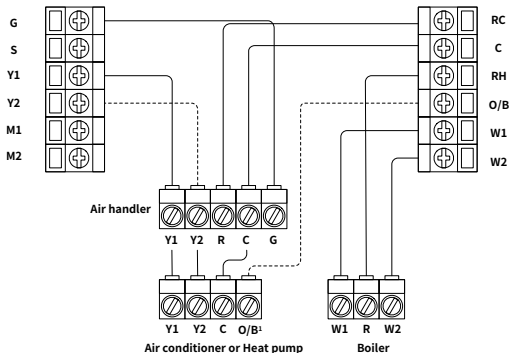 G
S
Y1
Y2
M1
M2
RC
C
RH
O/B
W1
W2
Air handler
Y1 Y2 R C G
Y1 Y2 C O/B¹
Air conditioner or Heat pump
W1 R W2
Boiler